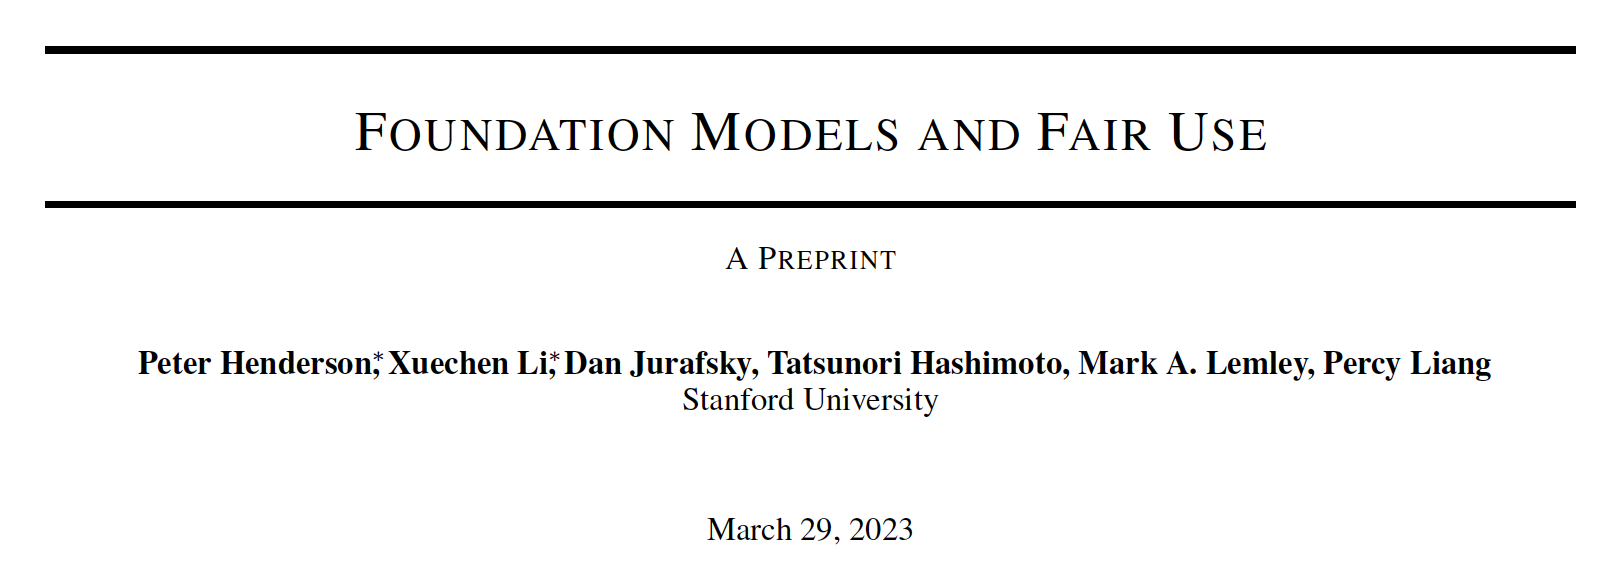 FOUNDATION MODELS AND FAIR USE
A PREPRINT
Peter Henderson,* Xuechen Li,* Dan Jurafsky, Tatsunori Hashimoto, Mark A. Lemley, Percy Liang
Stanford University
March 29, 2023